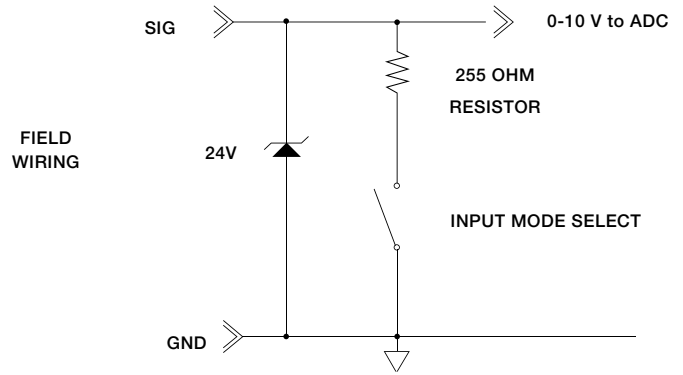 SIG
0-10 V to ADC
255 OHM
RESISTOR
FIELD
WIRING
24V
INPUT MODE SELECT
GND